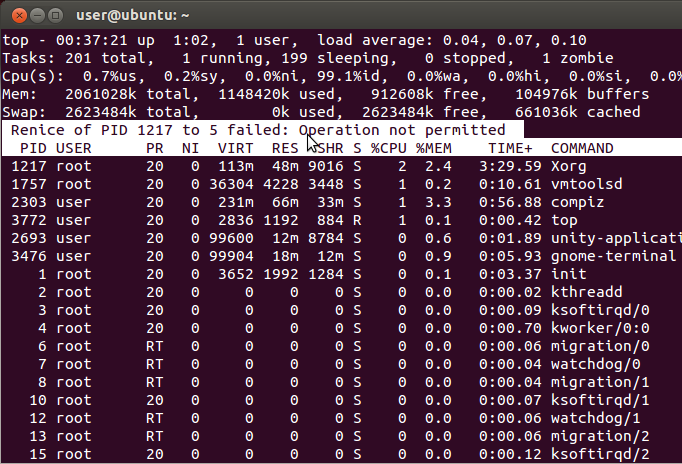 user@ubuntu: ~
top - 00:37:21 up  1:02,  1 user,  load average: 0.04, 0.07, 0.10
Tasks: 201 total,   1 running, 199 sleeping,   0 stopped,   1 zombie
Cpu(s):  0.7%us,  0.2%sy,  0.0%ni, 99.1%id,  0.0%wa,  0.0%hi,  0.0%si,  0.0%
Mem:   2061028k total,  1148420k used,   912608k free,   104976k buffers
Swap:  2623484k total,        0k used,  2623484k free,   661036k cached
Renice of PID 1217 to 5 failed: Operation not permitted
PID USER      PR  NI  VIRT  RES  SHR S %CPU %MEM    TIME+  COMMAND
1217 root      20   0  113m  48m 9016 S    2  2.4   3:29.59 Xorg
1757 root      20   0 36304 4228 3448 S    1  0.2   0:10.61 vmtoolsd
2303 user      20   0  231m  66m  33m S    1  3.3   0:56.88 compiz
3772 user      20   0  2836 1192  884 R    1  0.1   0:00.42 top
2693 user      20   0 99600  12m 8784 S    0  0.6   0:01.89 unity-applicati
3476 user      20   0 99904  18m  12m S    0  0.9   0:05.93 gnome-terminal
1 root      20   0  3652 1992 1284 S    0  0.1   0:03.37 init
2 root      20   0     0    0    0 S    0  0.0   0:00.02 kthreadd
3 root      20   0     0    0    0 S    0  0.0   0:00.09 ksoftirqd/0
4 root      20   0     0    0    0 S    0  0.0   0:00.70 kworker/0:0
6 root      RT   0     0    0    0 S    0  0.0   0:00.06 migration/0
7 root      RT   0     0    0    0 S    0  0.0   0:00.04 watchdog/0
8 root      RT   0     0    0    0 S    0  0.0   0:00.04 migration/1
10 root      20   0     0    0    0 S    0  0.0   0:00.07 ksoftirqd/1
12 root      RT   0     0    0    0 S    0  0.0   0:00.06 watchdog/1
13 root      RT   0     0    0    0 S    0  0.0   0:00.06 migration/2
15 root      20   0     0    0    0 S    0  0.0   0:00.12 ksoftirqd/2